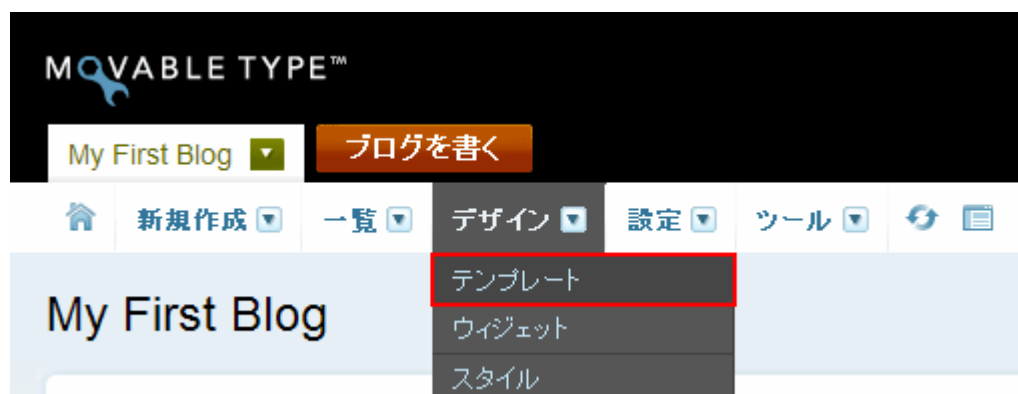 MOVABLE TYPE™
My First Blog ブログを書く
新規作成 一覧 デザイン 設定 ツール
テンプレート
My First Blog
ウィジェット
スタイル